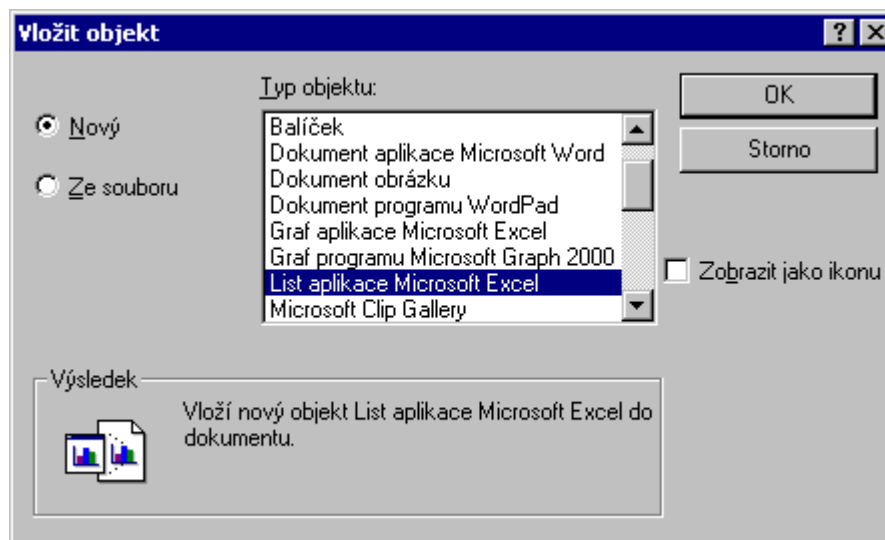 Vložit objekt
Typ objektu:
Nový
Ze souboru
Balíček
Dokument aplikace Microsoft Word
Dokument obrázku
Dokument programu WordPad
Graf aplikace Microsoft Excel
Graf programu Microsoft Graph 2000
List aplikace Microsoft Excel
Microsoft Clip Gallery
OK
Storno
Zobrazit jako ikonu
Výsledek
Vloží nový objekt List aplikace Microsoft Excel do
dokumentu.